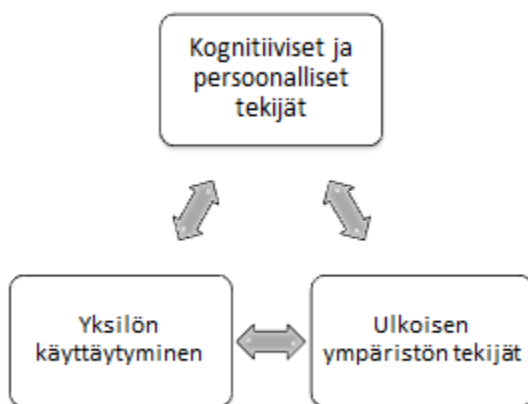 Kognitiiviset ja
persoonalliset
tekijät
Yksilön
käyttäytyminen
Ulkoisen
ympäristön tekijät